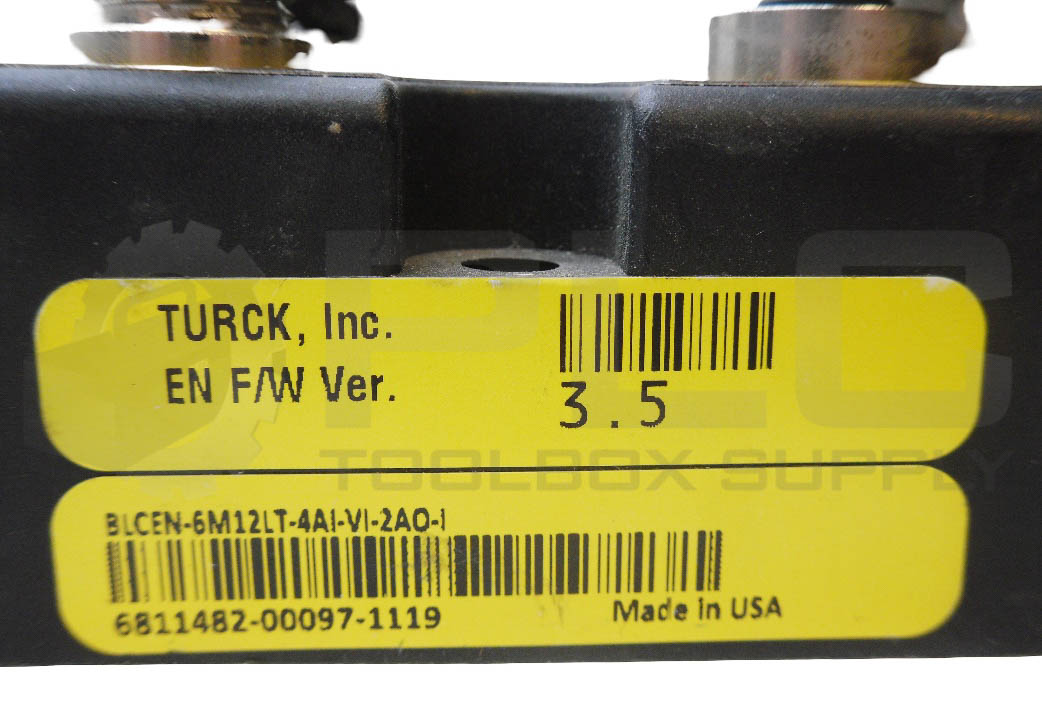 TURCK, Inc.
EN F/W Ver.
3.5
PLC
TOOLBOX SUPPLY
BLCEN-6M12LT-4AI-VI-2AO-I
6811482-00097-1119
Made in USA